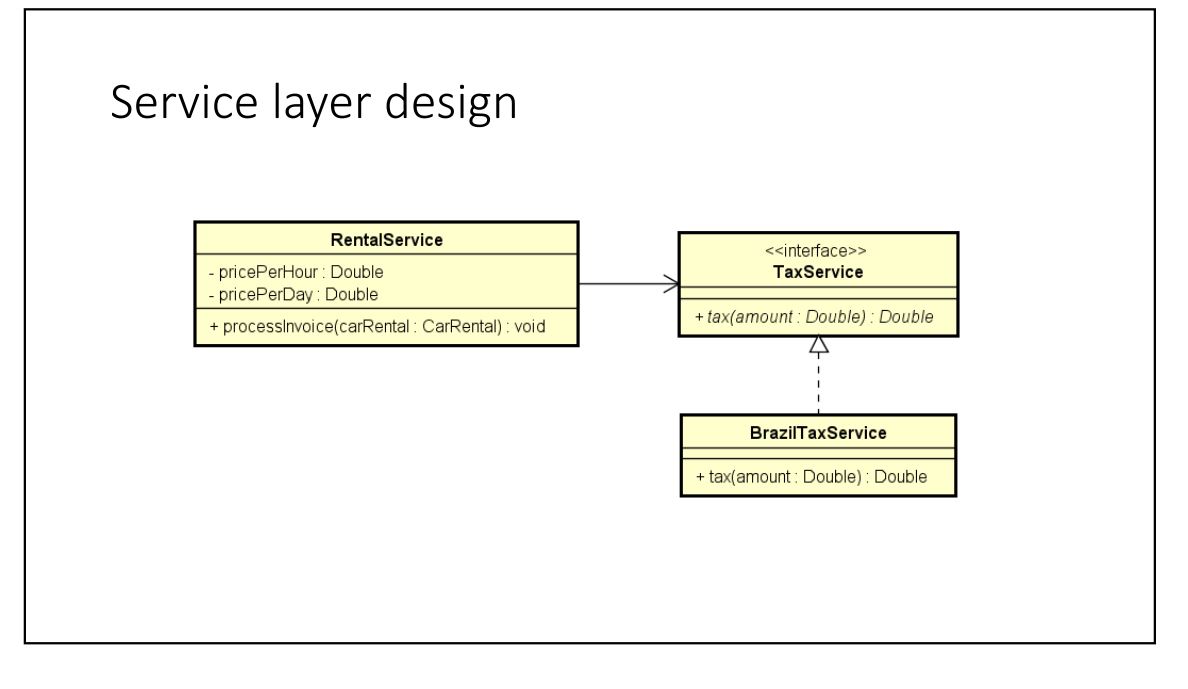 Service layer design
RentalService
- pricePerHour : Double
- pricePerDay : Double
+ processInvoice(carRental : CarRental) : void
<<interface>>
TaxService
+ tax(amount : Double) : Double
BrazilTaxService
+ tax(amount : Double) : Double